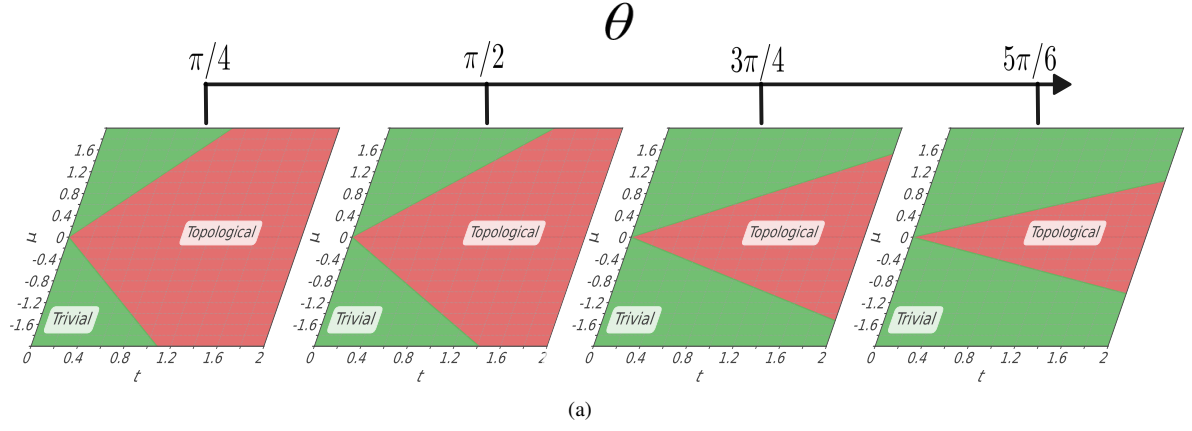 θ
π/4 π/2 3π/4 5π/6
1.6 1.6 1.6 1.6
1.2 1.2 1.2 1.2
0.8 0.8 0.8 0.8
0.4 0.4 0.4 0.4
Topological Topological Topological Topological
μ 0 μ 0 μ 0 μ 0
-0.4 -0.4 -0.4 -0.4
-0.8 -0.8 -0.8 -0.8
-1.2 -1.2 -1.2 -1.2
Trivial Trivial Trivial Trivial
-1.6 -1.6 -1.6 -1.6
0 0.4 0.8 1.2 1.6 2 0 0.4 0.8 1.2 1.6 2 0 0.4 0.8 1.2 1.6 2 0 0.4 0.8 1.2 1.6 2
t t t t
(a)